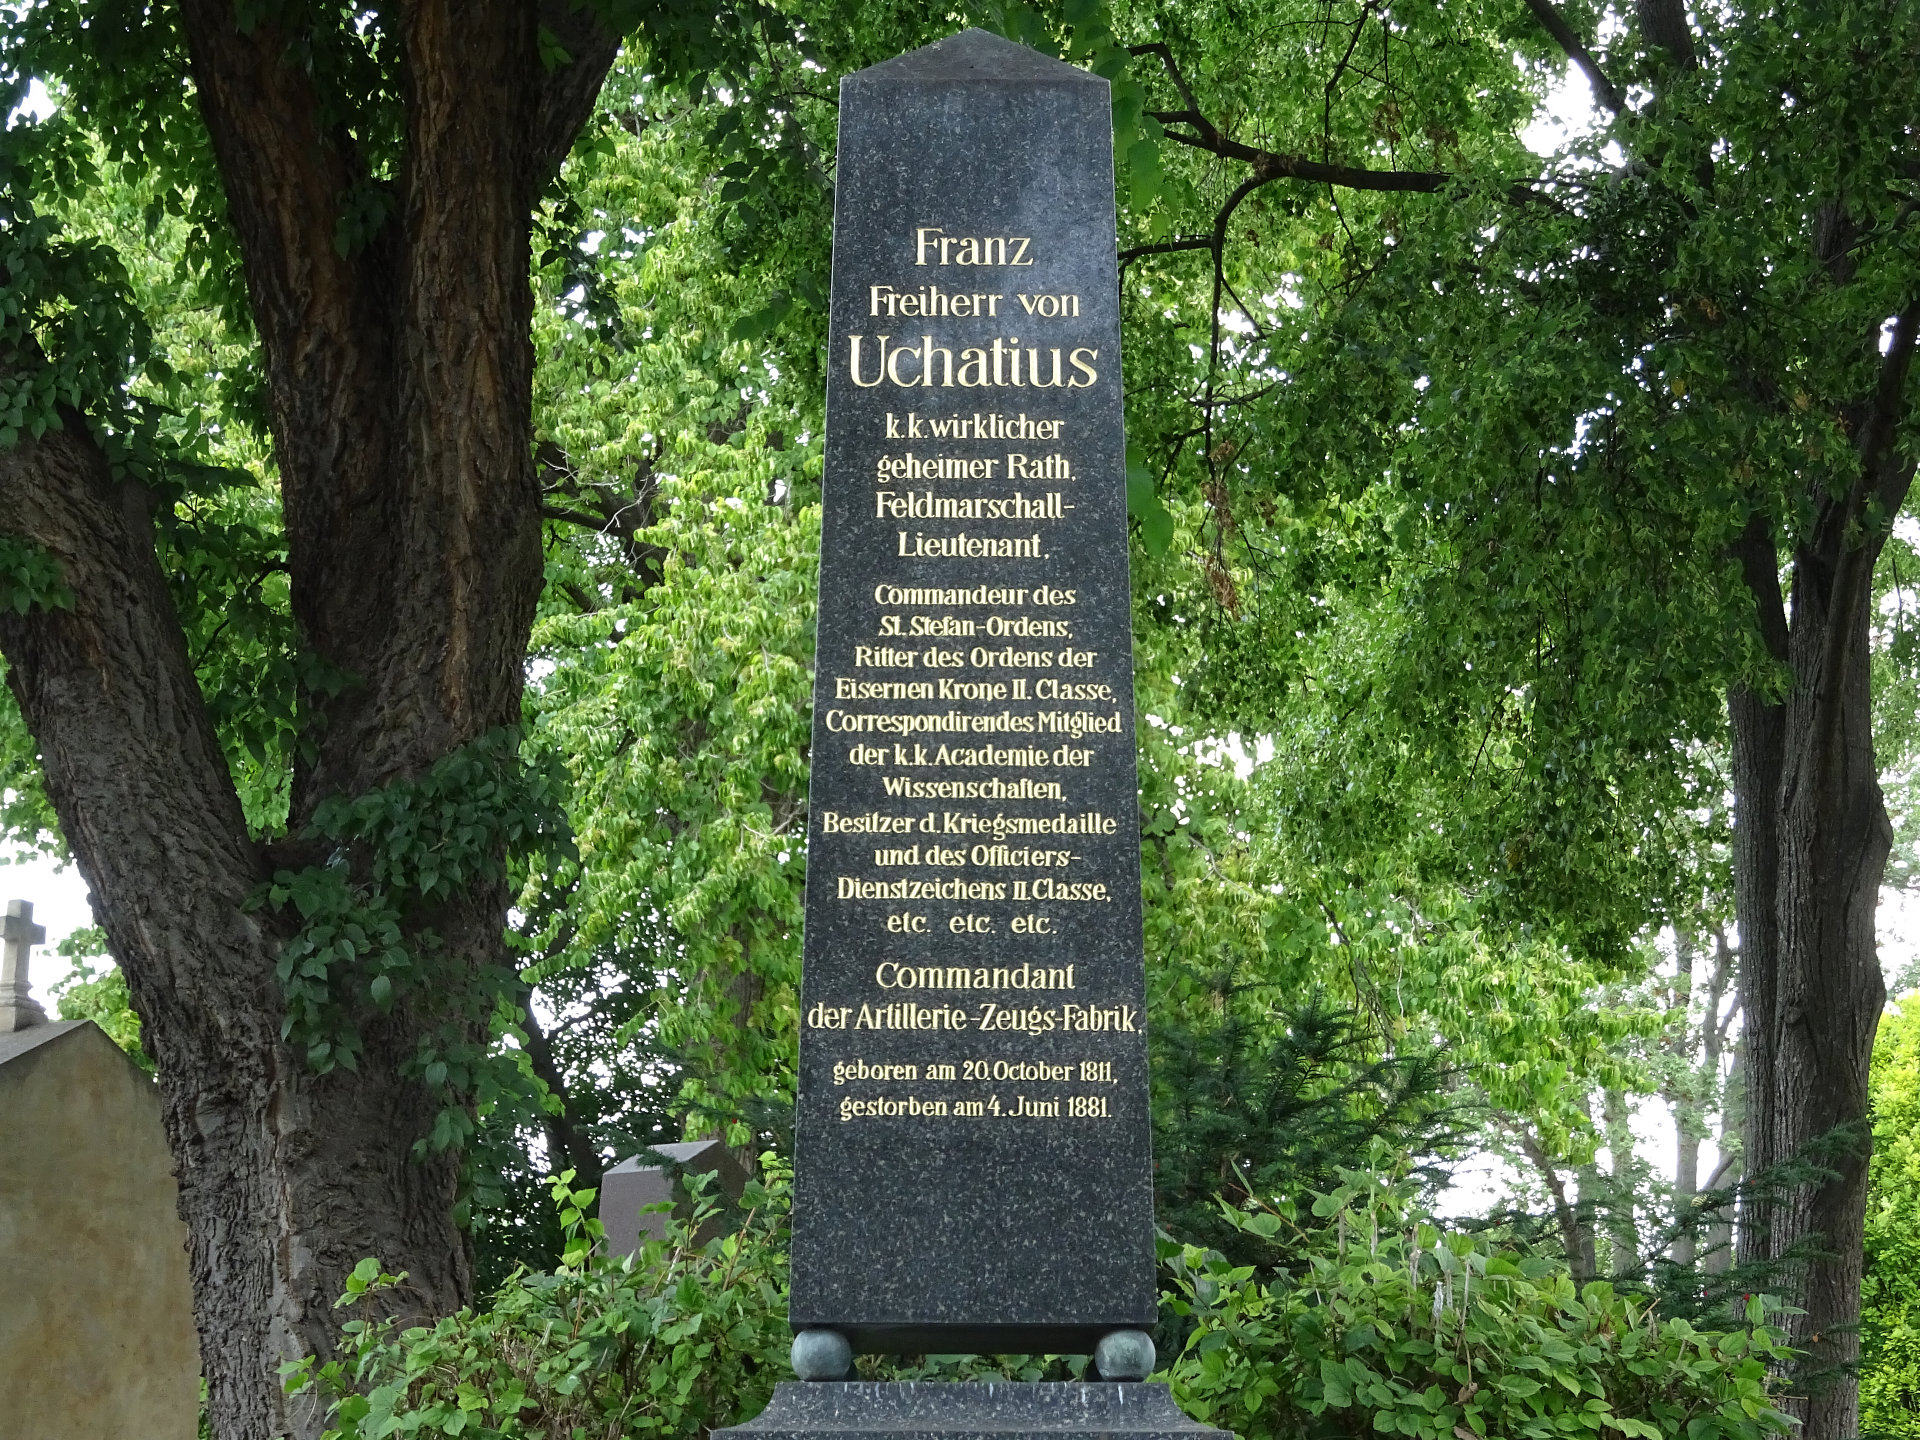 Franz
Freiherr von
Uchatius
k.k. wirklicher
geheimer Rath,
Feldmarschall-
Lieutenant,
Commandeur des
St. Stefan-Ordens,
Ritter des Ordens der
Eisernen Krone II. Classe,
Correspondirendes Mitglied
der k.k. Academie der
Wissenschaften,
Besitzer d. Kriegsmedaille
und des Officiers-
Dienstzeichens II. Classe,
etc. etc. etc.
Commandant
der Artillerie-Zeugs-Fabrik,
geboren am 20. October 1811,
gestorben am 4. Juni 1881.